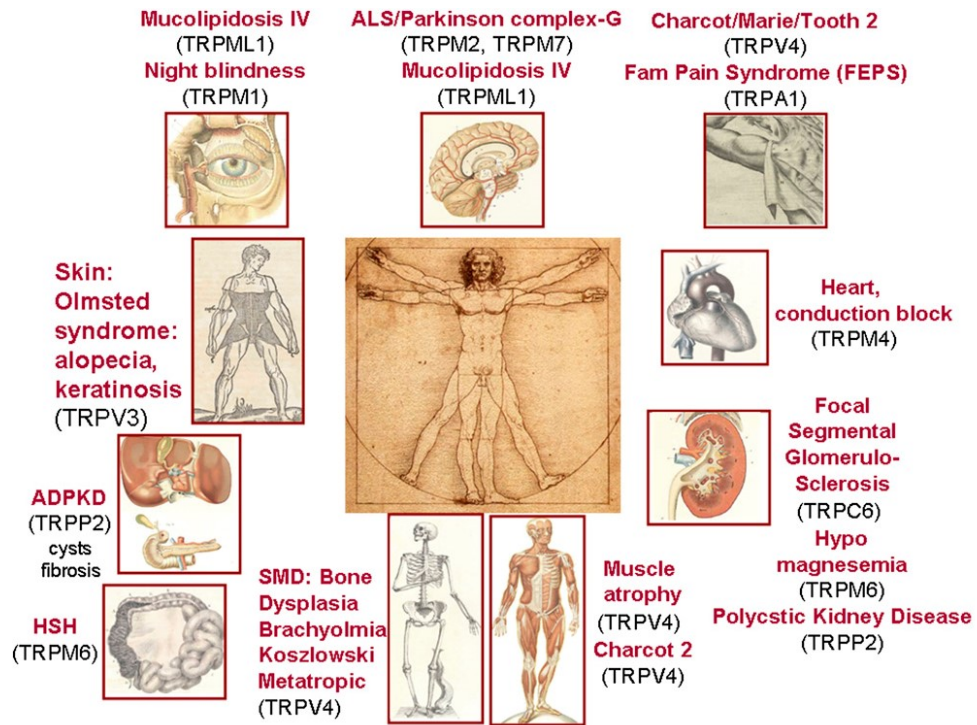 Mucolipidosis IV
(TRPML1)
Night blindness
(TRPM1)
ALS/Parkinson complex-G
(TRPM2, TRPM7)
Mucolipidosis IV
(TRPML1)
Charcot/Marie/Tooth 2
(TRPV4)
Fam Pain Syndrome (FEPS)
(TRPA1)
Skin:
Olmsted
syndrome:
alopecia,
keratinosis
(TRPV3)
Heart,
conduction block
(TRPM4)
ADPKD
(TRPP2)
cysts
fibrosis
Focal
Segmental
Glomerulo-
Sclerosis
(TRPC6)
Hypo
magnesemia
(TRPM6)
Polycstic Kidney Disease
(TRPP2)
HSH
(TRPM6)
SMD: Bone
Dysplasia
Brachyolmia
Koszlowski
Metatropic
(TRPV4)
Muscle
atrophy
(TRPV4)
Charcot 2
(TRPV4)